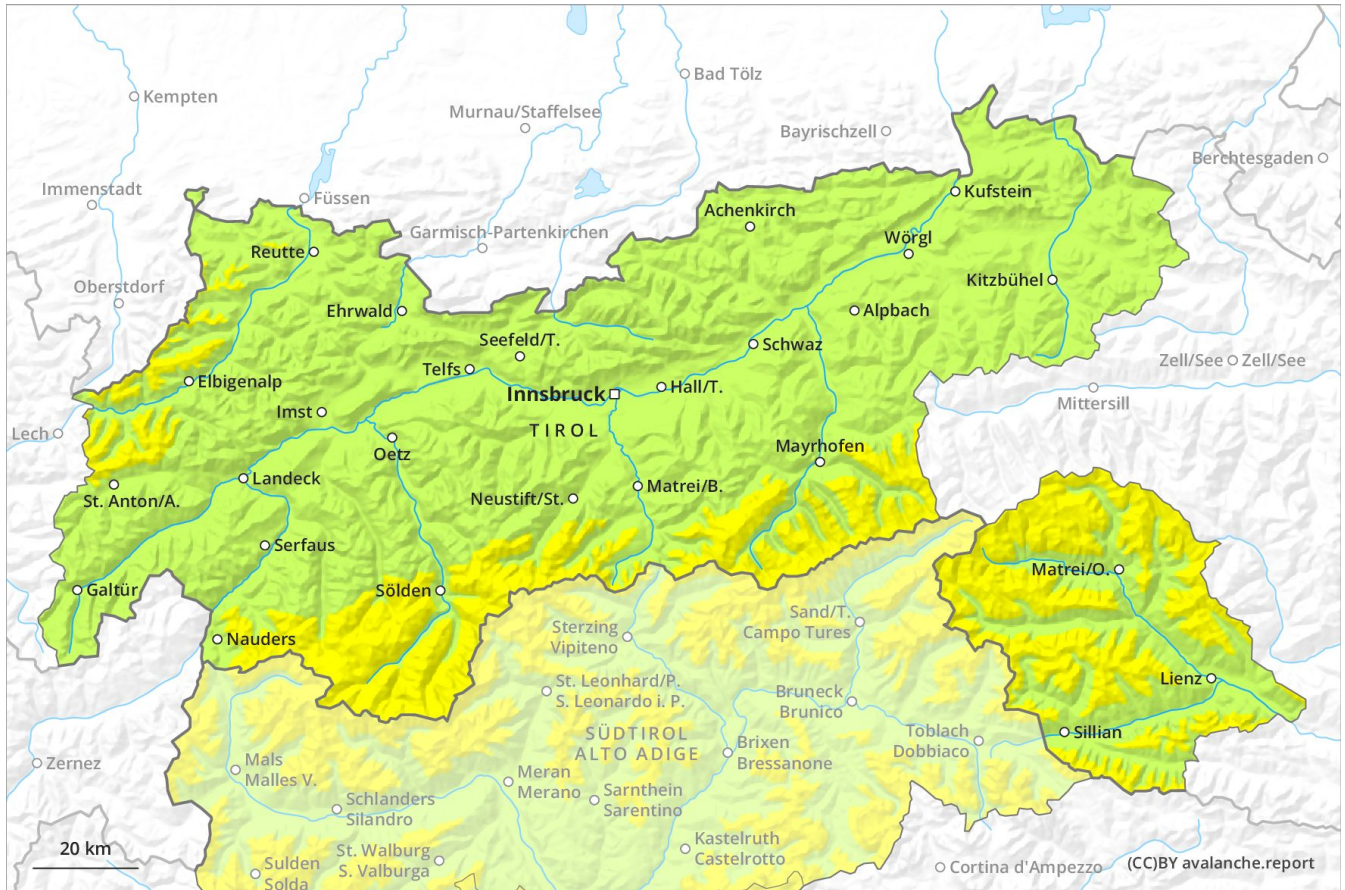 Kempten
Bad Tölz
Murnau/Staffelsee
Bayrischzell
Berchtesgaden
Immenstadt
Füssen
Kufstein
Achenkirch
Garmisch-Partenkirchen
Wörgl
Reutte
Oberstdorf
Kitzbühel
Ehrwald
Alpbach
Seefeld/T.
Schwaz
Zell/See
Zell/See
Telfs
Elbigenalp
Innsbruck
Hall/T.
Mittersill
Imst
TIROL
Lech
Oetz
Mayrhofen
Landeck
St. Anton/A.
Neustift/St.
Matrei/B.
Serfaus
Matrei/O.
Galtür
Sölden
Sand/T.
Campo Tures
Nauders
Sterzing
Vipiteno
St. Leonhard/P.
S. Leonardo i. P.
Bruneck
Brunico
Lienz
SÜDTIROL
ALTO ADIGE
Toblach
Dobbiaco
Sillian
Brixen
Bressanone
Zernez
Mals
Malles V.
Meran
Merano
Sarnthein
Sarentino
Schlanders
Silandro
Kastelruth
Castelrotto
20 km
St. Walburg
S. Valburga
Sulden
Solda
Cortina d'Ampezzo
(CC)BY avalanche.report